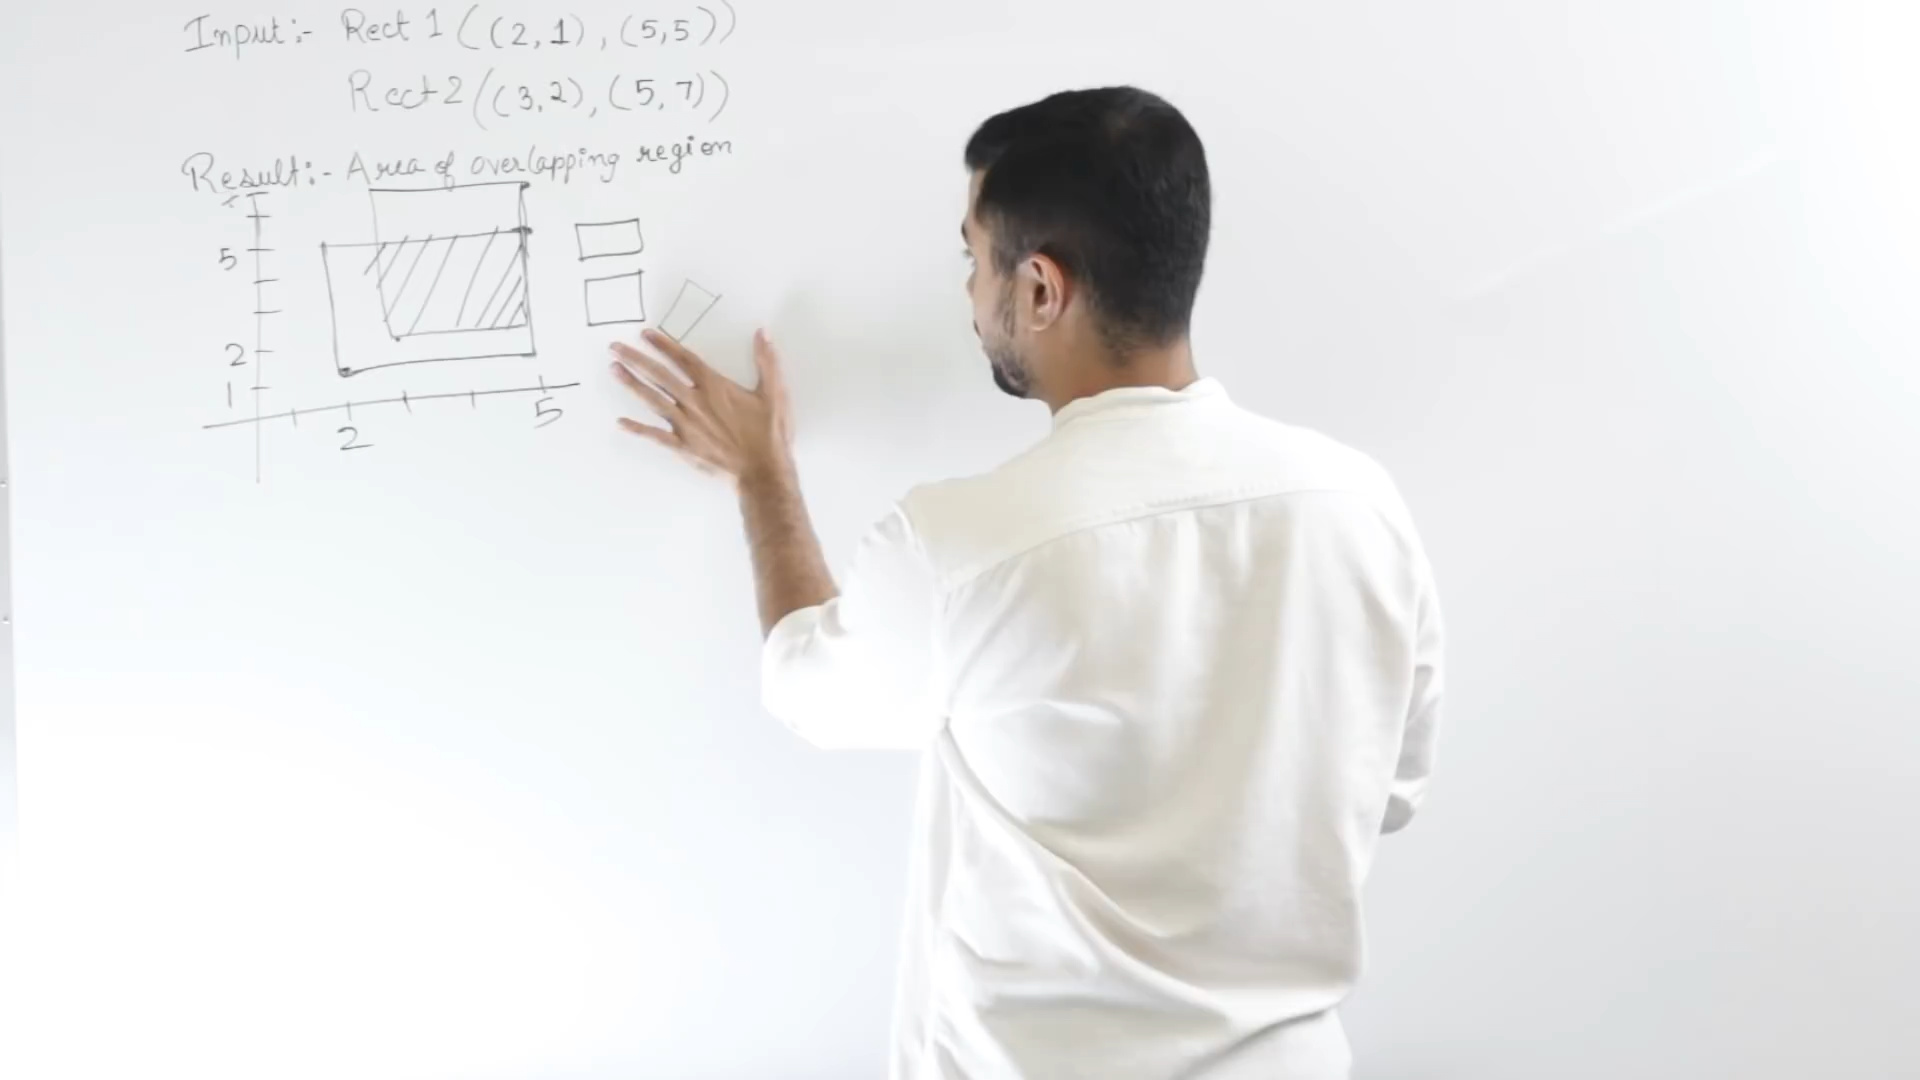 Input:- Rect 1 ((2,1), (5,5))
Rect 2 ((3,2), (5,7))
Result:- Area of overlapping region
5
2
1
2
5